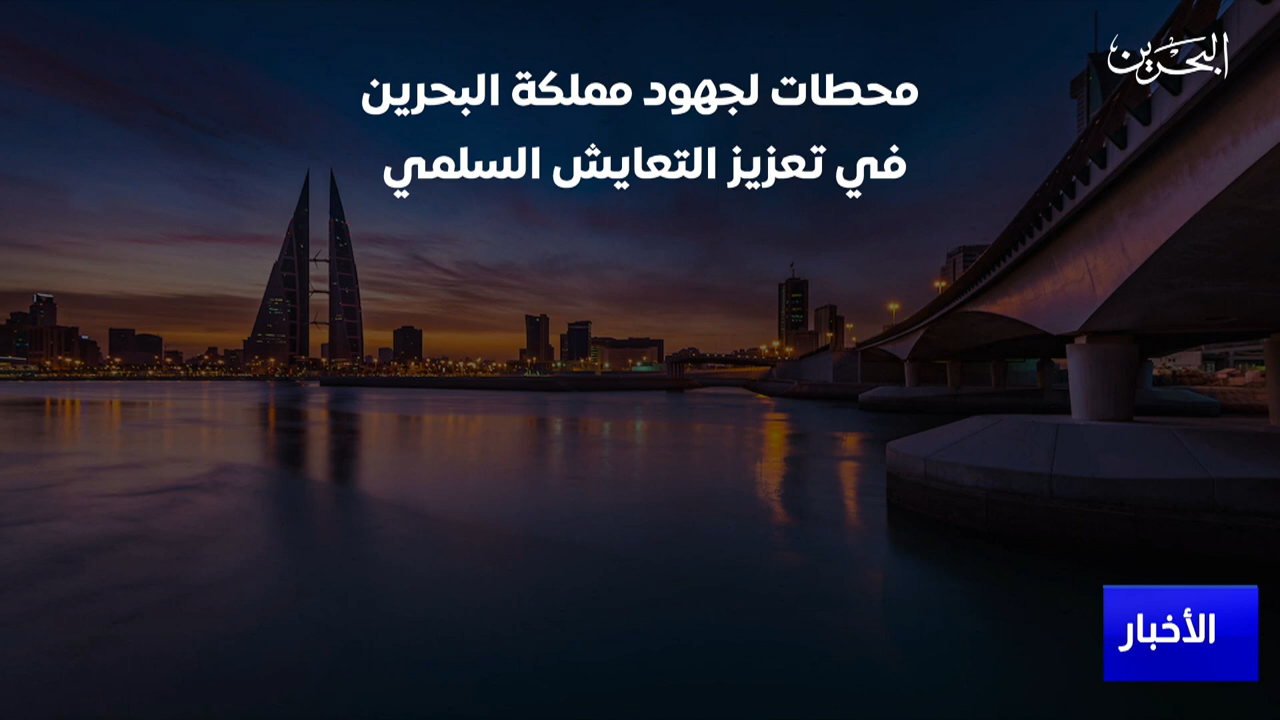 البحرين
محطات لجهود مملكة البحرين
في تعزيز التعايش السلمي
الأخبار